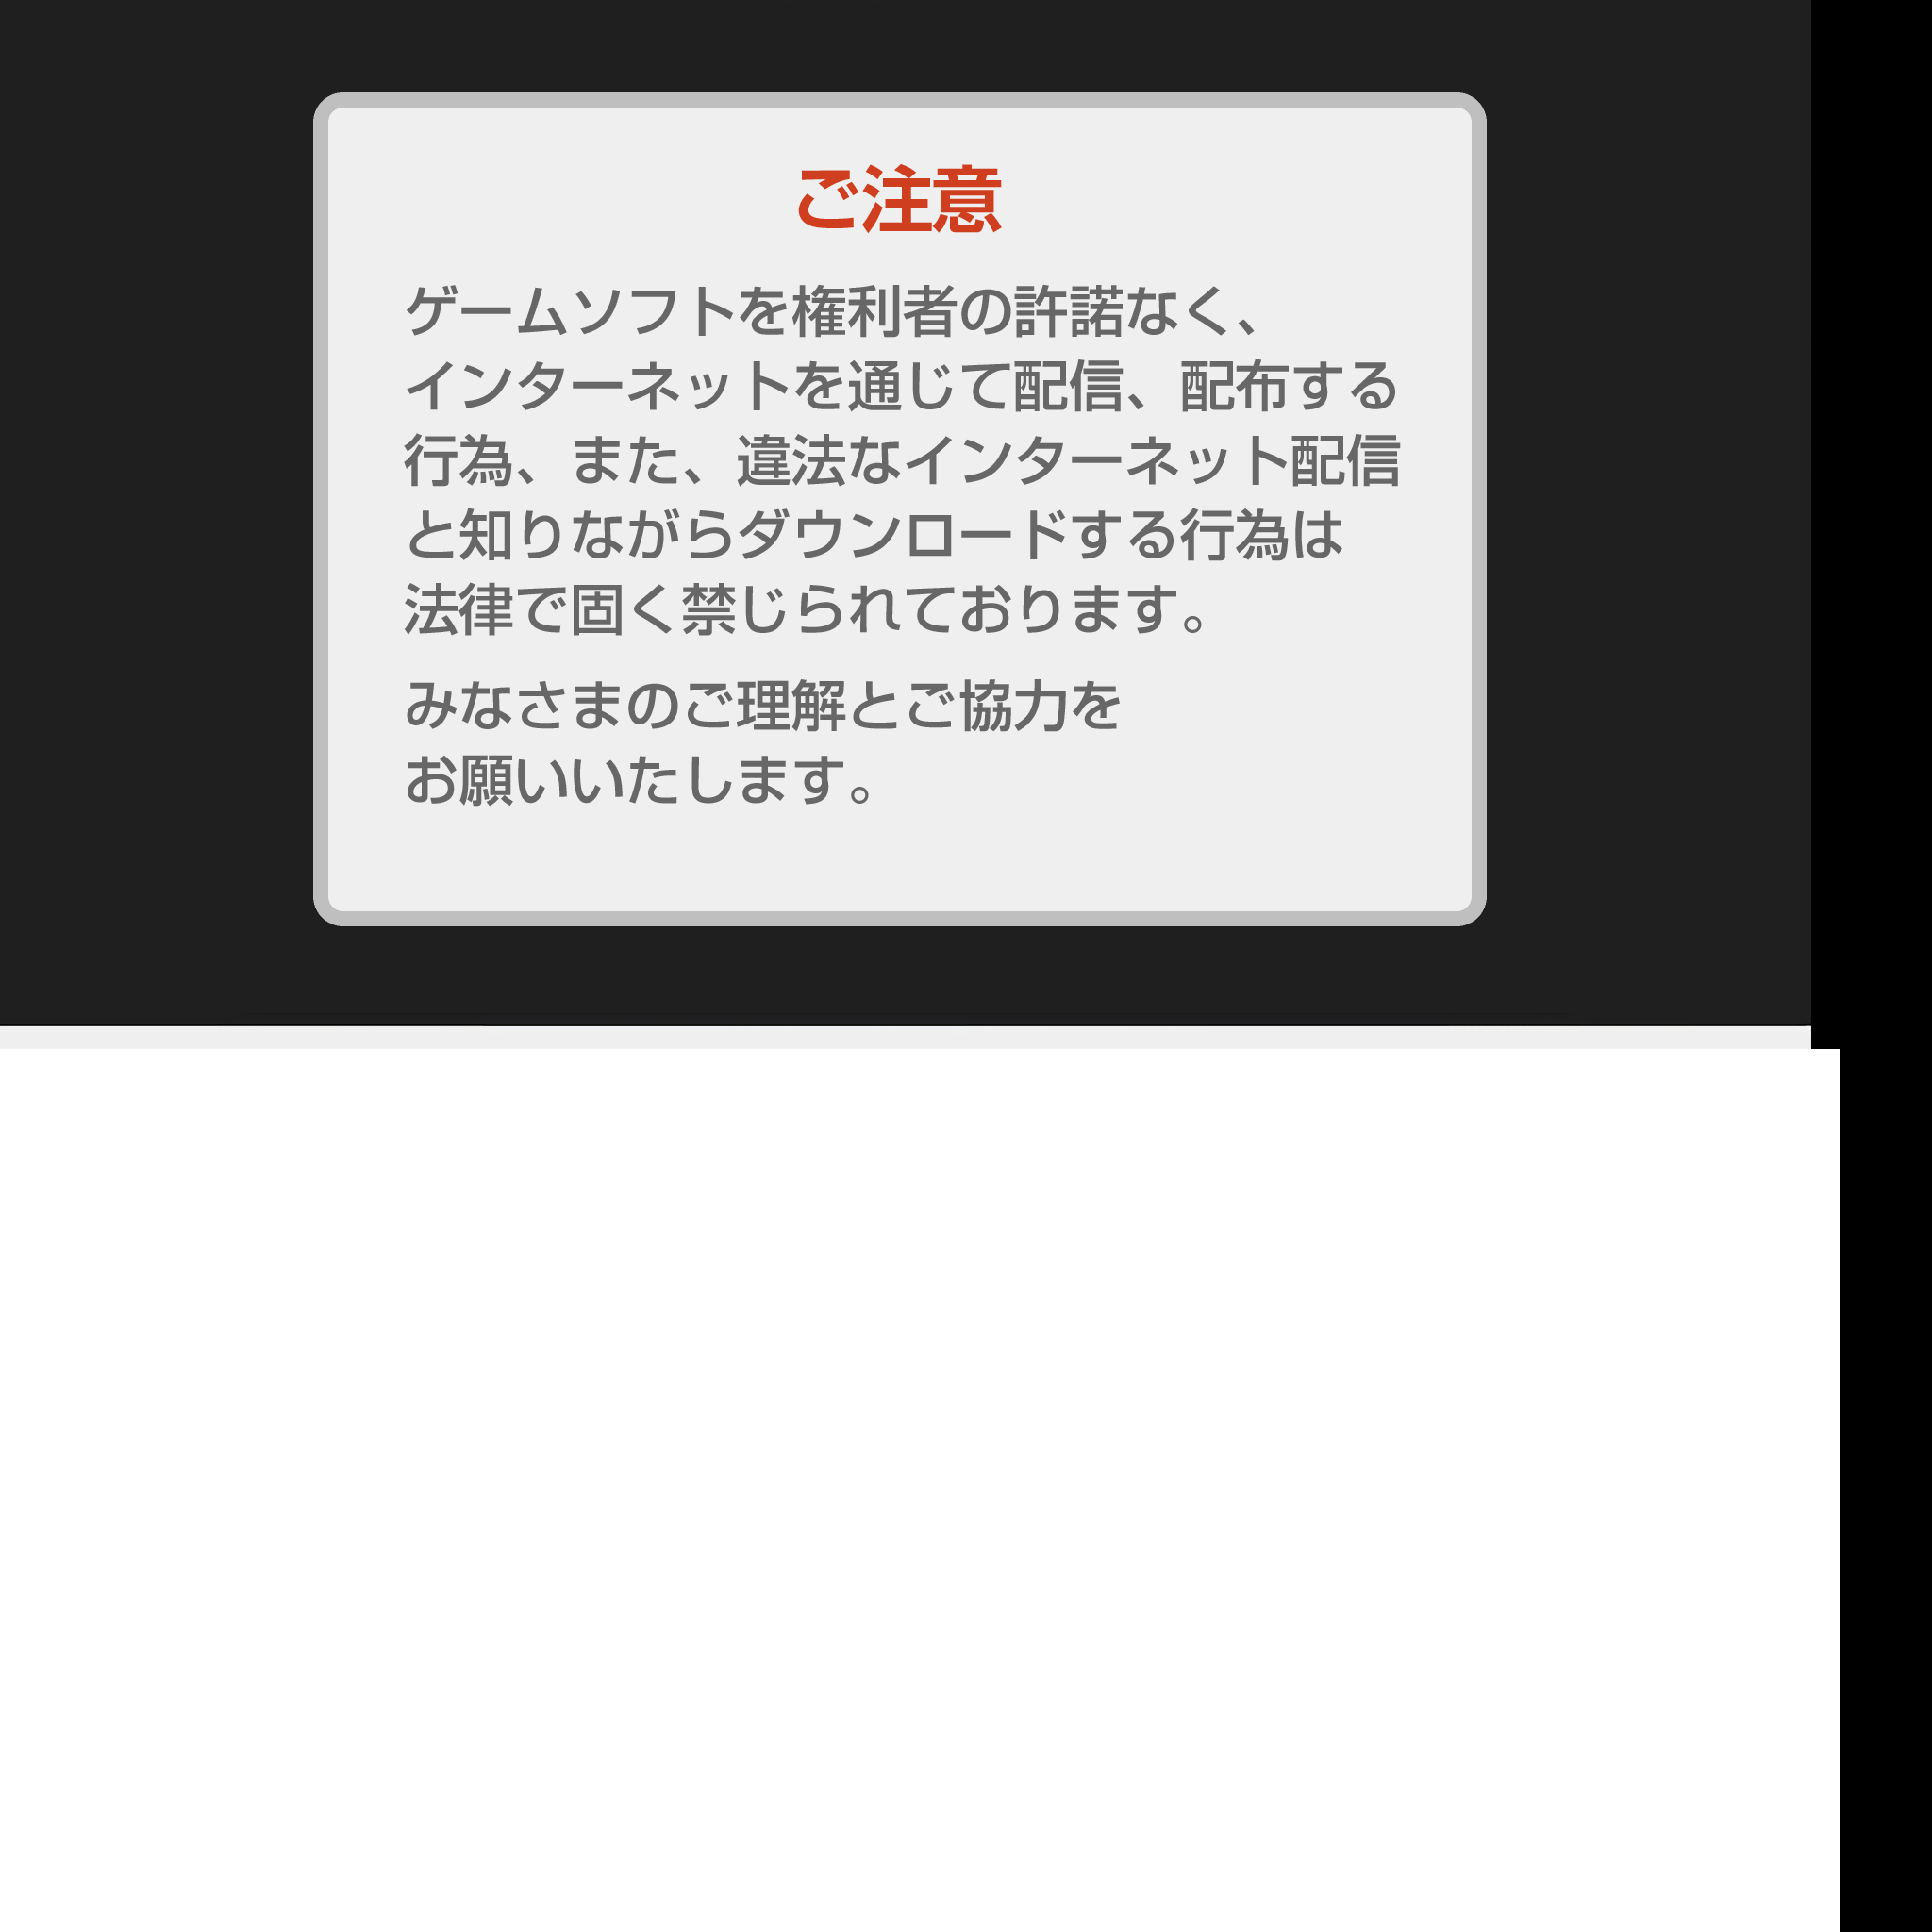 ご注意
ゲームソフトを権利者の許諾なく、
インターネットを通じて配信、配布する
行為、また、違法なインターネット配信
と知りながらダウンロードする行為は
法律で固く禁じられております。
みなさまのご理解とご協力を
お願いいたします。